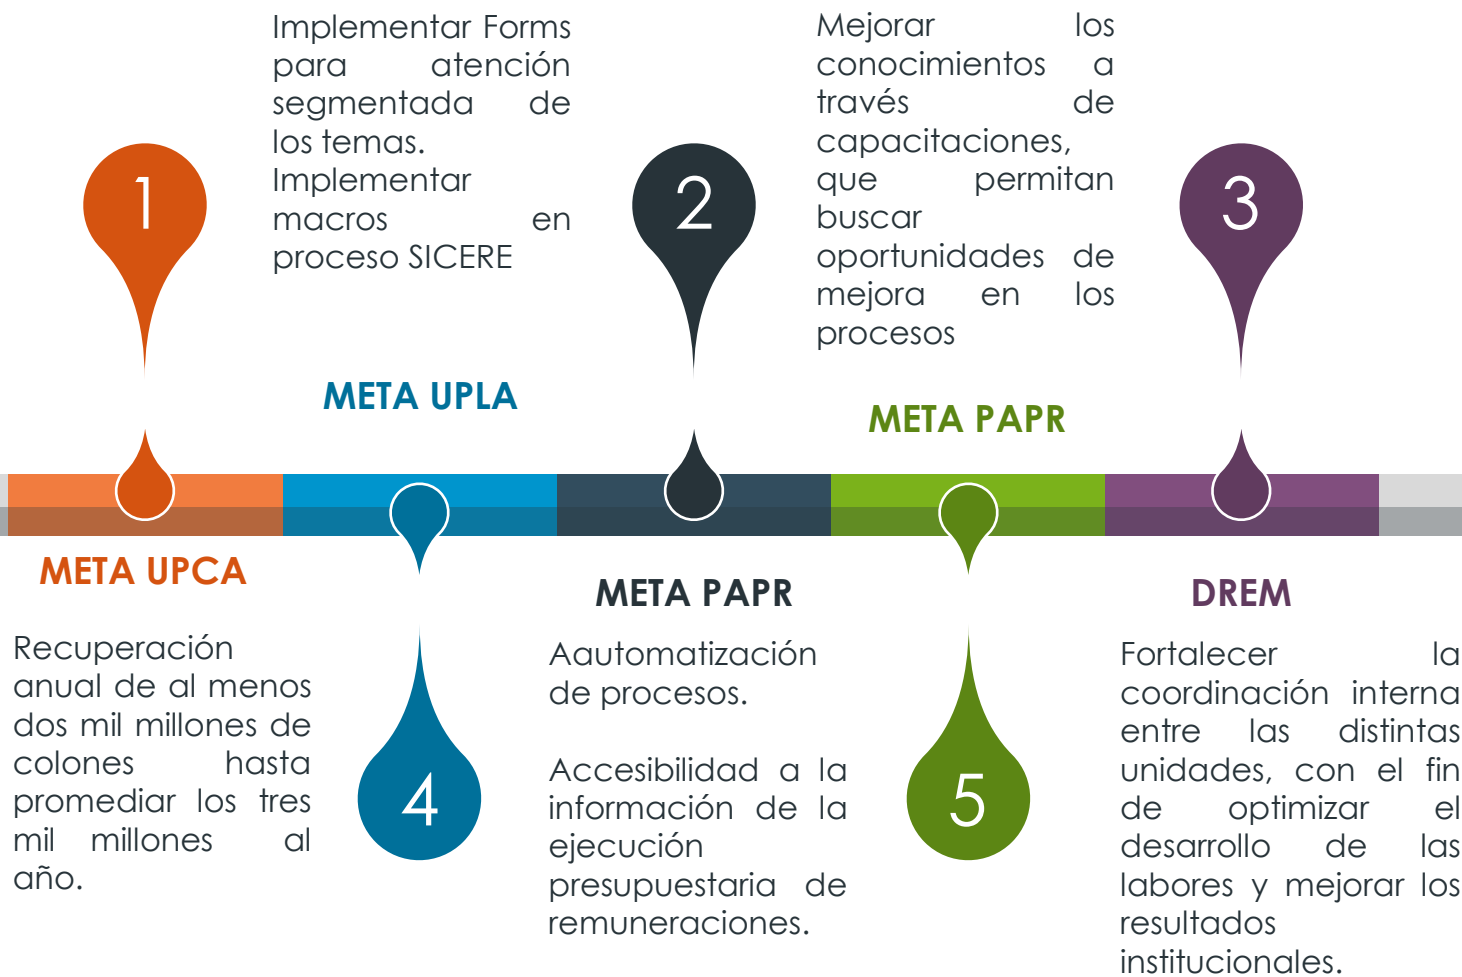 Implementar Forms
para atención
segmentada de
los temas.
Implementar
macros en
proceso SICERE
Mejorar los
conocimientos a
través de
capacitaciones,
que permitan
buscar
oportunidades de
mejora en los
procesos
1
2
3
META UPLA
META PAPR
META UPCA
META PAPR
DREM
Recuperación
anual de al menos
dos mil millones de
colones hasta
promediar los tres
mil millones al
año.
4
Aautomatización
de procesos.
Accesibilidad a la
información de la
ejecución
presupuestaria de
remuneraciones.
5
Fortalecer la
coordinación interna
entre las distintas
unidades, con el fin
de optimizar el
desarrollo de las
labores y mejorar los
resultados
institucionales.